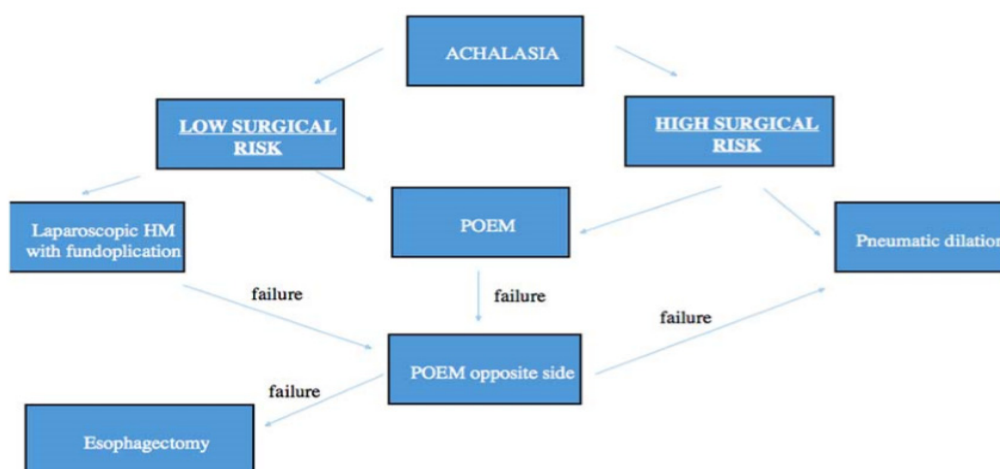 ACHALASIA
LOW SURGICAL
RISK
HIGH SURGICAL
RISK
Laparoscopic HM
with fundoplication
POEM
Pneumatic dilation
failure
failure
failure
POEM opposite side
failure
Esophagectomy